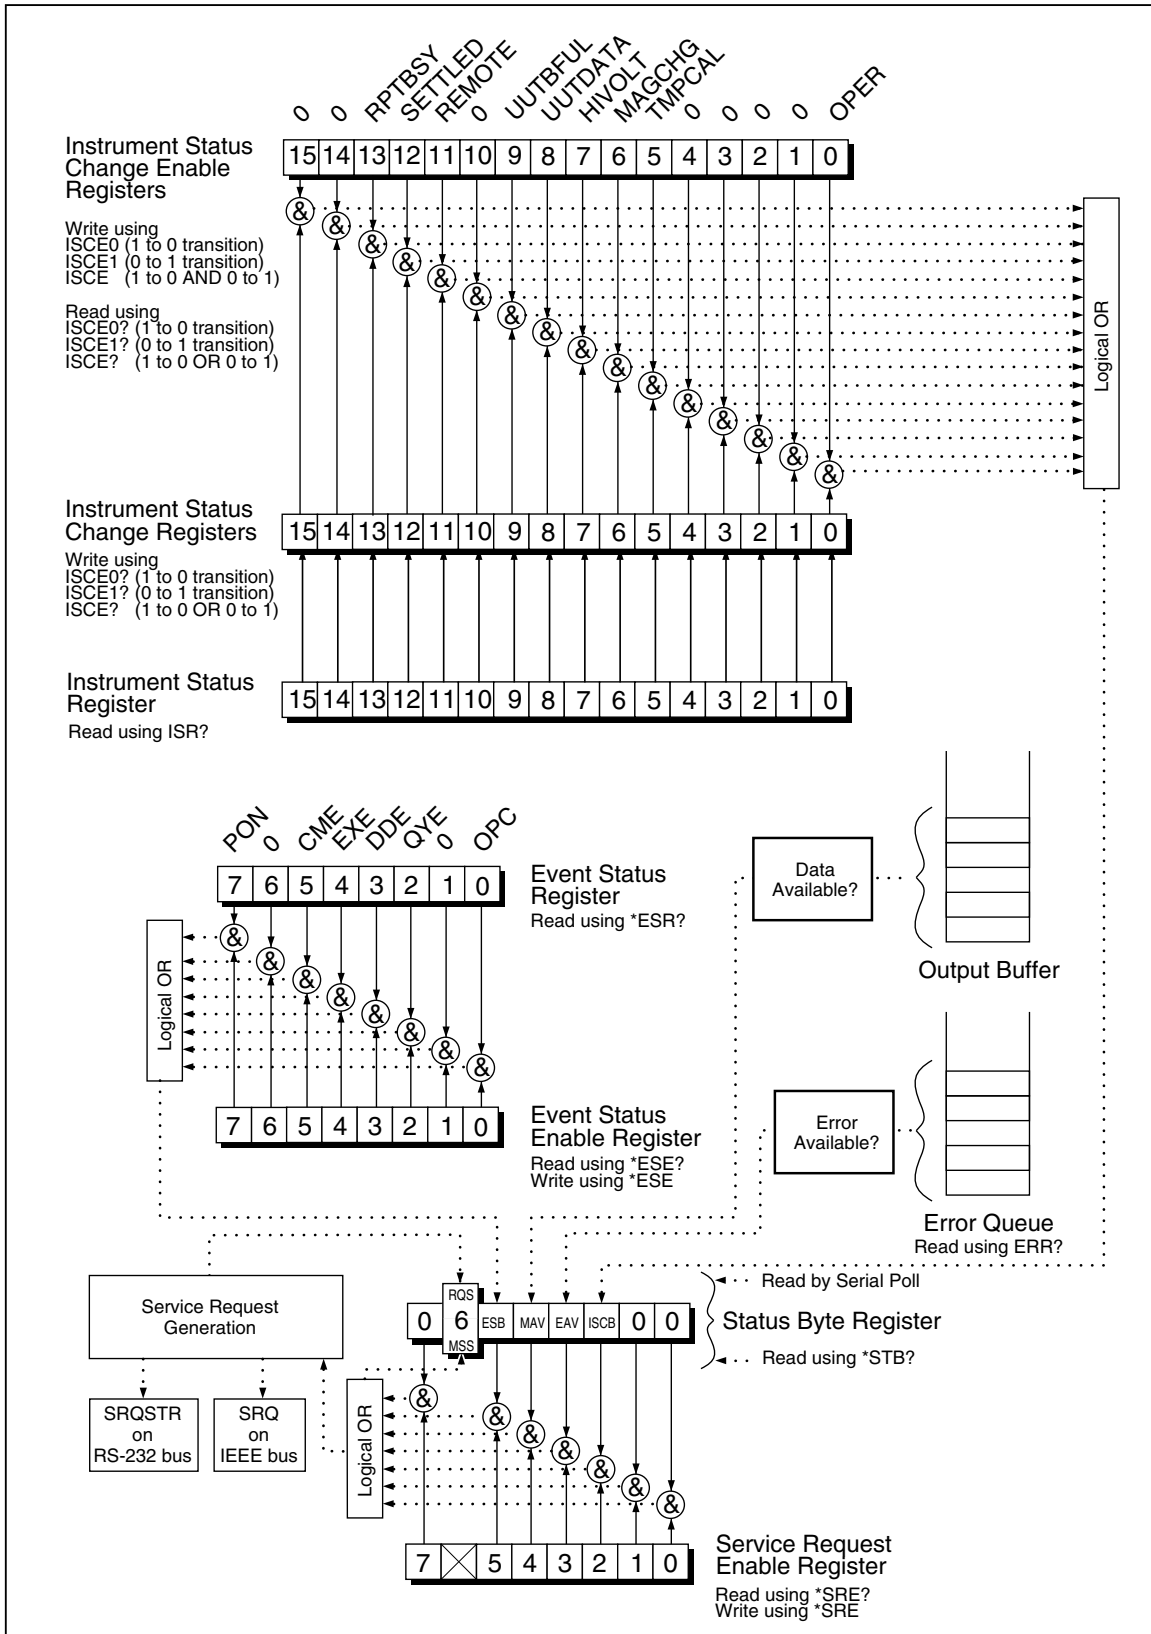 0 0 RPTBSY SETTLED REMOTE 0 UUTBFUL UUTDATA HIVOLT MAGCHG TMPCAL 0 0 0 0 OPER
Instrument Status
Change Enable
Registers
15 14 13 12 11 10 9 8 7 6 5 4 3 2 1 0
& & & & & & & & & & & & & & & &
Logical OR
Write using
ISCE0 (1 to 0 transition)
ISCE1 (0 to 1 transition)
ISCE (1 to 0 AND 0 to 1)
Read using
ISCE0? (1 to 0 transition)
ISCE1? (0 to 1 transition)
ISCE? (1 to 0 OR 0 to 1)
Instrument Status
Change Registers
15 14 13 12 11 10 9 8 7 6 5 4 3 2 1 0
Write using
ISCE0? (1 to 0 transition)
ISCE1? (0 to 1 transition)
ISCE? (1 to 0 OR 0 to 1)
Instrument Status
Register
15 14 13 12 11 10 9 8 7 6 5 4 3 2 1 0
Read using ISR?
PON 0 CME EXE DDE QYE 0 OPC
7 6 5 4 3 2 1 0
Event Status
Register
Read using *ESR?
& & & & & & & &
Logical OR
Data
Available?
Output Buffer
7 6 5 4 3 2 1 0
Event Status
Enable Register
Read using *ESE?
Write using *ESE
Error
Available?
Error Queue
Read using ERR?
Service Request
Generation
SRQSTR
on
RS-232 bus
SRQ
on
IEEE bus
RQS
0 6 ESB MAV EAV ISCB 0 0
MSS
Read by Serial Poll
Status Byte Register
Read using *STB?
Logical OR
& & & & & & &
7 5 4 3 2 1 0
Service Request
Enable Register
Read using *SRE?
Write using *SRE